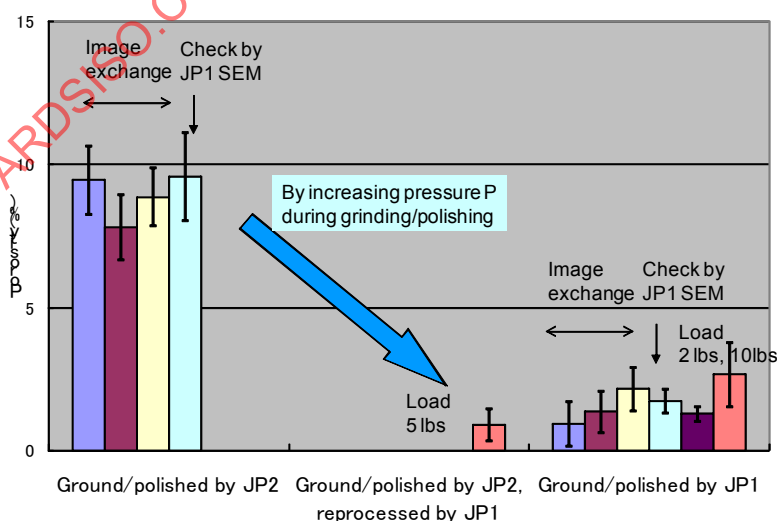 ARDSISO.O
15
10
5
0
Porosity(%)
Image
exchange
Check by
JP1 SEM
By increasing pressure P
during grinding/polishing
Load
5 lbs
Image
exchange
Check by
JP1 SEM
Load
2 lbs, 10lbs
Ground/polished by JP2
Ground/polished by JP2,
reprocessed by JP1
Ground/polished by JP1